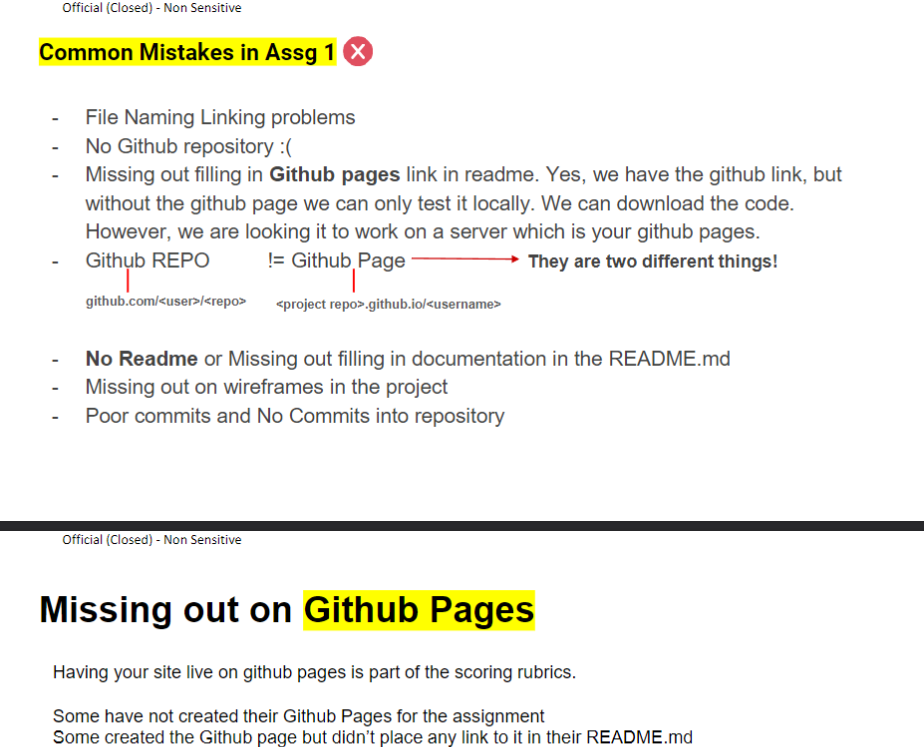 Official (Closed) - Non Sensitive
Common Mistakes in Assg 1
- File Naming Linking problems
- No Github repository :(
- Missing out filling in Github pages link in readme. Yes, we have the github link, but
without the github page we can only test it locally. We can download the code.
However, we are looking it to work on a server which is your github pages.
- Github REPO != Github Page They are two different things!
github.com/<user>/<repo> <project repo>.github.io/<username>
- No Readme or Missing out filling in documentation in the README.md
- Missing out on wireframes in the project
- Poor commits and No Commits into repository
Official (Closed) - Non Sensitive
Missing out on Github Pages
Having your site live on github pages is part of the scoring rubrics.
Some have not created their Github Pages for the assignment
Some created the Github page but didn't place any link to it in their README.md